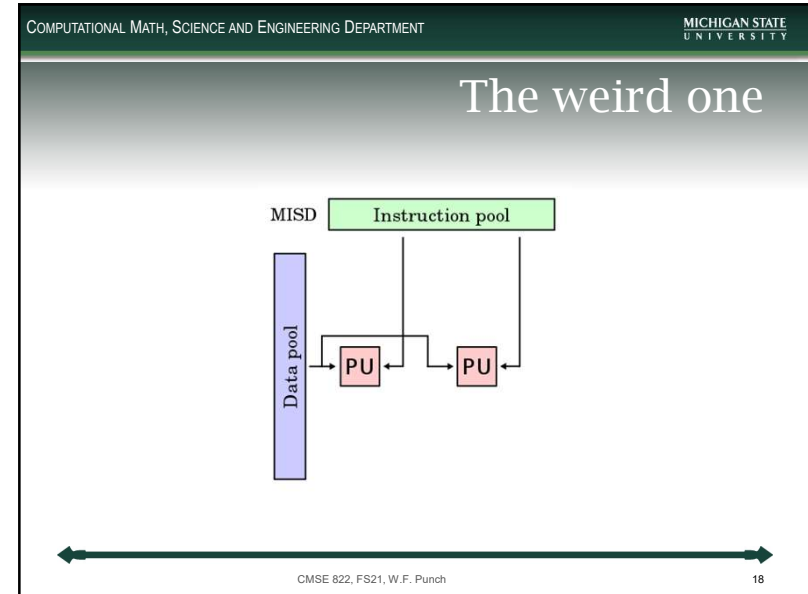 COMPUTATIONAL MATH, SCIENCE AND ENGINEERING DEPARTMENT
MICHIGAN STATE
UNIVERSITY
The weird one
MISD
Instruction pool
Data pool
PU
PU
CMSE 822, FS21, W.F. Punch
18